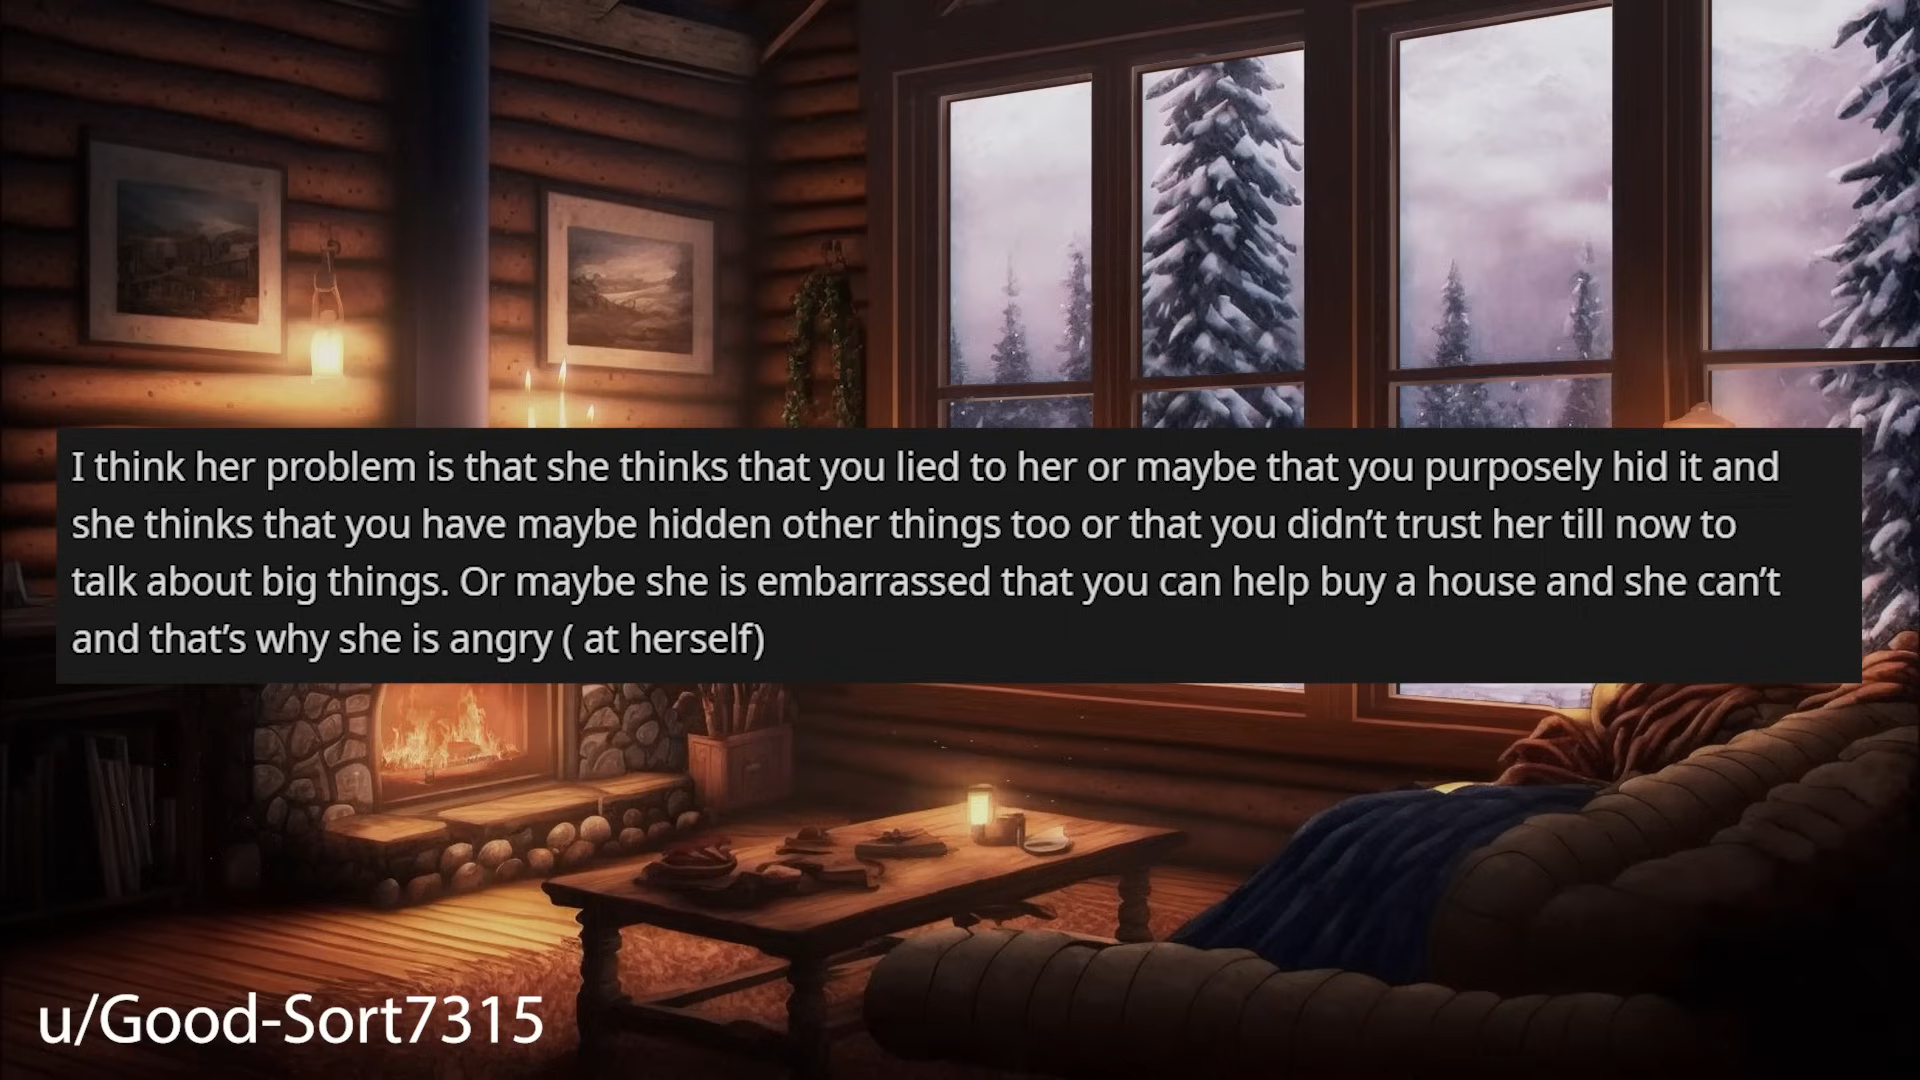 I think her problem is that she thinks that you lied to her or maybe that you purposely hid it and
she thinks that you have maybe hidden other things too or that you didn’t trust her till now to
talk about big things. Or maybe she is embarrassed that you can help buy a house and she can’t
and that’s why she is angry ( at herself)
u/Good-Sort7315